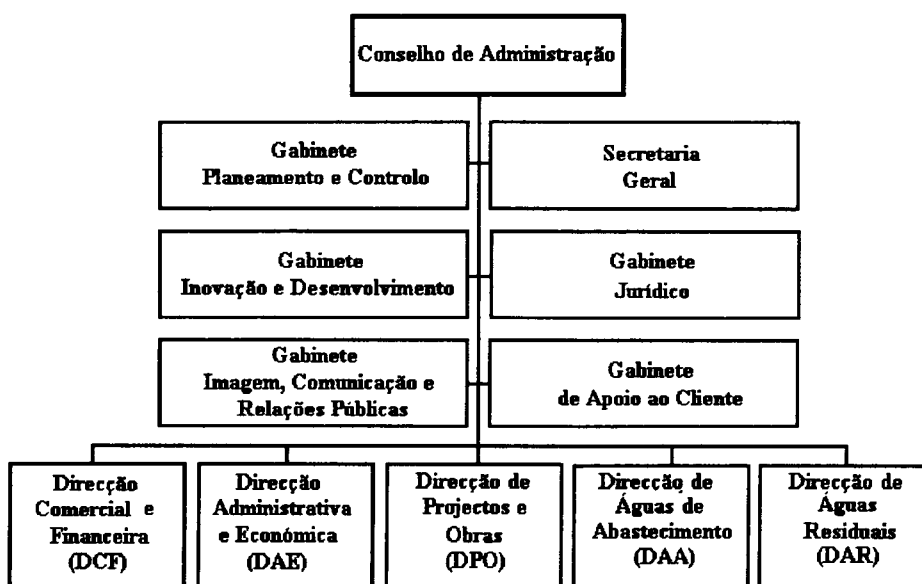 Conselho de Administração
Gabinete
Planeamento e Controlo
Secretaria
Geral
Gabinete
Inovação e Desenvolvimento
Gabinete
Jurídico
Gabinete
Imagem, Comunicação e
Relações Públicas
Gabinete
de Apoio ao Cliente
Direcção
Comercial e
Financeira
(DCF)
Direcção
Administrativa
e Económica
(DAE)
Direcção de
Projectos e
Obras
(DPO)
Direcção de
Águas de
Abastecimento
(DAA)
Direcção de
Águas
Residuais
(DAR)